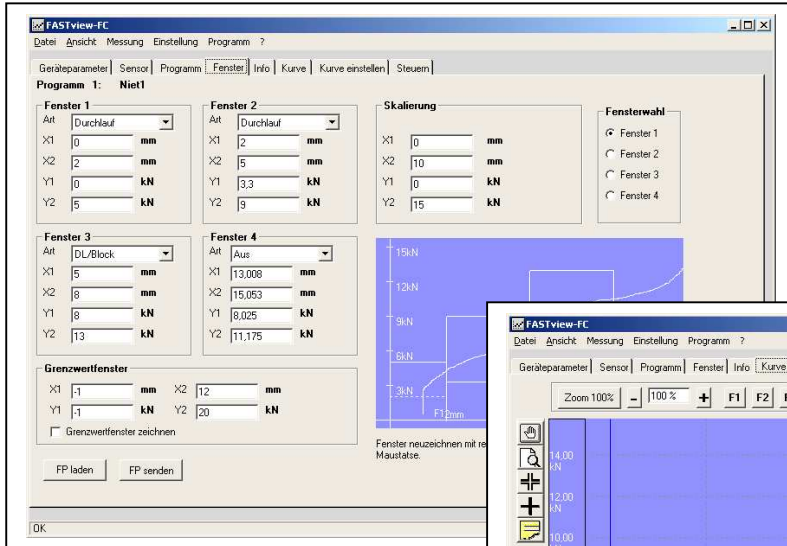 FASTview-FC
Datei Ansicht Messung Einstellung Programm ?
Geräteparameter Sensor Programm Fenster Info Kurve Kurve einstellen Steuern
Programm 1: Niet1
Fenster 1
Art Durchlauf
X1 0 mm
X2 2 mm
Y1 0 kN
Y2 5 kN
Fenster 2
Art Durchlauf
X1 2 mm
X2 5 mm
Y1 3,3 kN
Y2 9 kN
Skalierung
X1 0 mm
X2 10 mm
Y1 0 kN
Y2 15 kN
Fensterwahl
Fenster 1
Fenster 2
Fenster 3
Fenster 4
Fenster 3
Art DL/Block
X1 5 mm
X2 8 mm
Y1 8 kN
Y2 13 kN
Fenster 4
Art Aus
X1 13,008 mm
X2 15,053 mm
Y1 8,025 kN
Y2 11,175 kN
15kN
12kN
9kN
6kN
3kN
Grenzwertfenster
X1 -1 mm X2 12 mm
Y1 -1 kN Y2 20 kN
Grenzwertfenster zeichnen
Fenster neuzeichnen mit re
Maustatse.
FP laden FP senden
OK
FASTview-FC
Datei Ansicht Messung Einstellung Programm ?
Geräteparameter Sensor Programm Fenster Info Kurve
Zoom 100% - 100 % + F1 F2
14,00
kN
12,00
kN
10,00